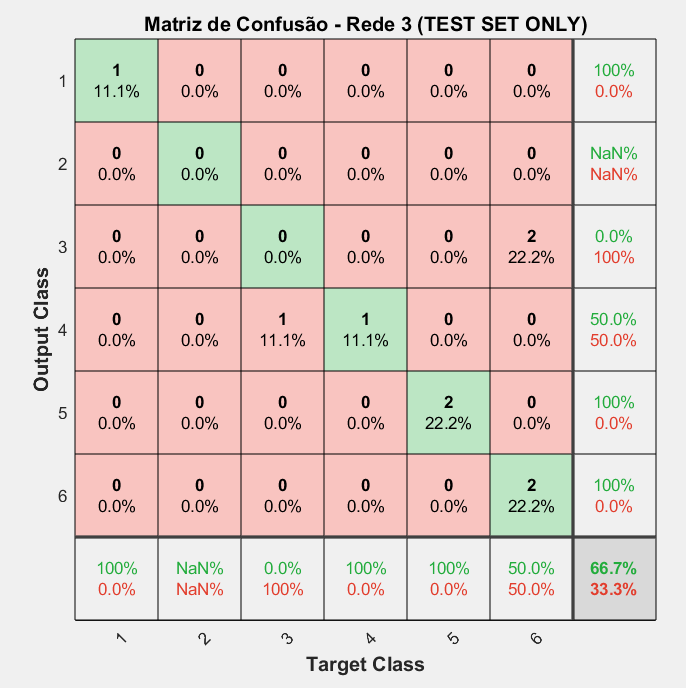 Matriz de Confusão - Rede 3 (TEST SET ONLY)
1 1 0 0 0 0 0 100%
11.1% 0.0% 0.0% 0.0% 0.0% 0.0% 0.0%
2 0 0 0 0 0 0 NaN%
0.0% 0.0% 0.0% 0.0% 0.0% 0.0% NaN%
3 0 0 0 0 0 2 0.0%
0.0% 0.0% 0.0% 0.0% 0.0% 22.2% 100%
4 0 0 1 1 0 0 50.0%
0.0% 0.0% 11.1% 11.1% 0.0% 0.0% 50.0%
5 0 0 0 0 2 0 100%
0.0% 0.0% 0.0% 0.0% 22.2% 0.0% 0.0%
6 0 0 0 0 0 2 100%
0.0% 0.0% 0.0% 0.0% 0.0% 22.2% 0.0%
100% NaN% 0.0% 100% 100% 50.0% 66.7%
0.0% NaN% 100% 0.0% 0.0% 50.0% 33.3%
1 2 3 4 5 6
Target Class
Output Class